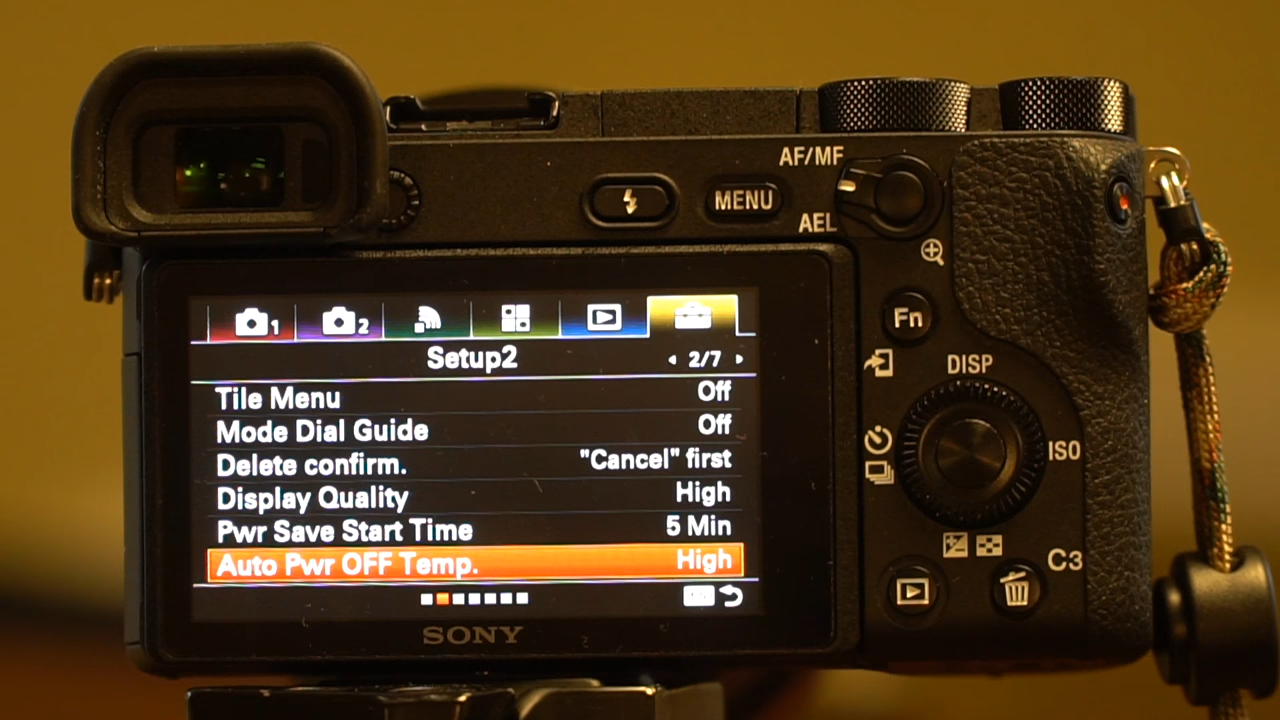 AF/MF
MENU
AEL
Fn
DISP
ISO
C3
1
2
Setup2
2/7
Tile Menu Off
Mode Dial Guide Off
Delete confirm. "Cancel" first
Display Quality High
Pwr Save Start Time 5 Min
Auto Pwr OFF Temp. High
SONY